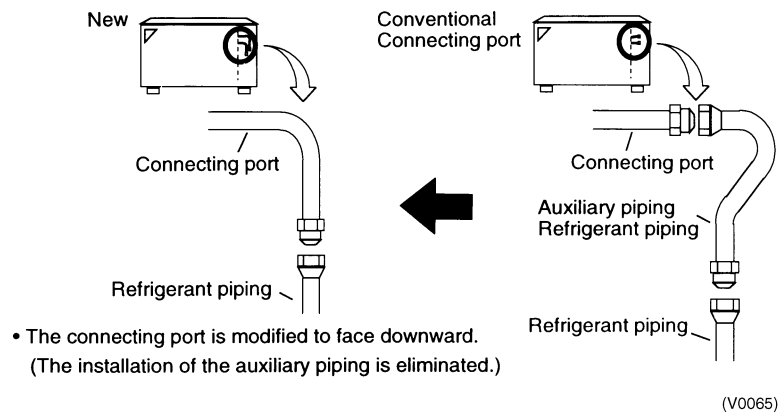 New
Connecting port
Refrigerant piping
Conventional
Connecting port
Connecting port
Auxiliary piping
Refrigerant piping
Refrigerant piping
• The connecting port is modified to face downward.
(The installation of the auxiliary piping is eliminated.)
(V0065)